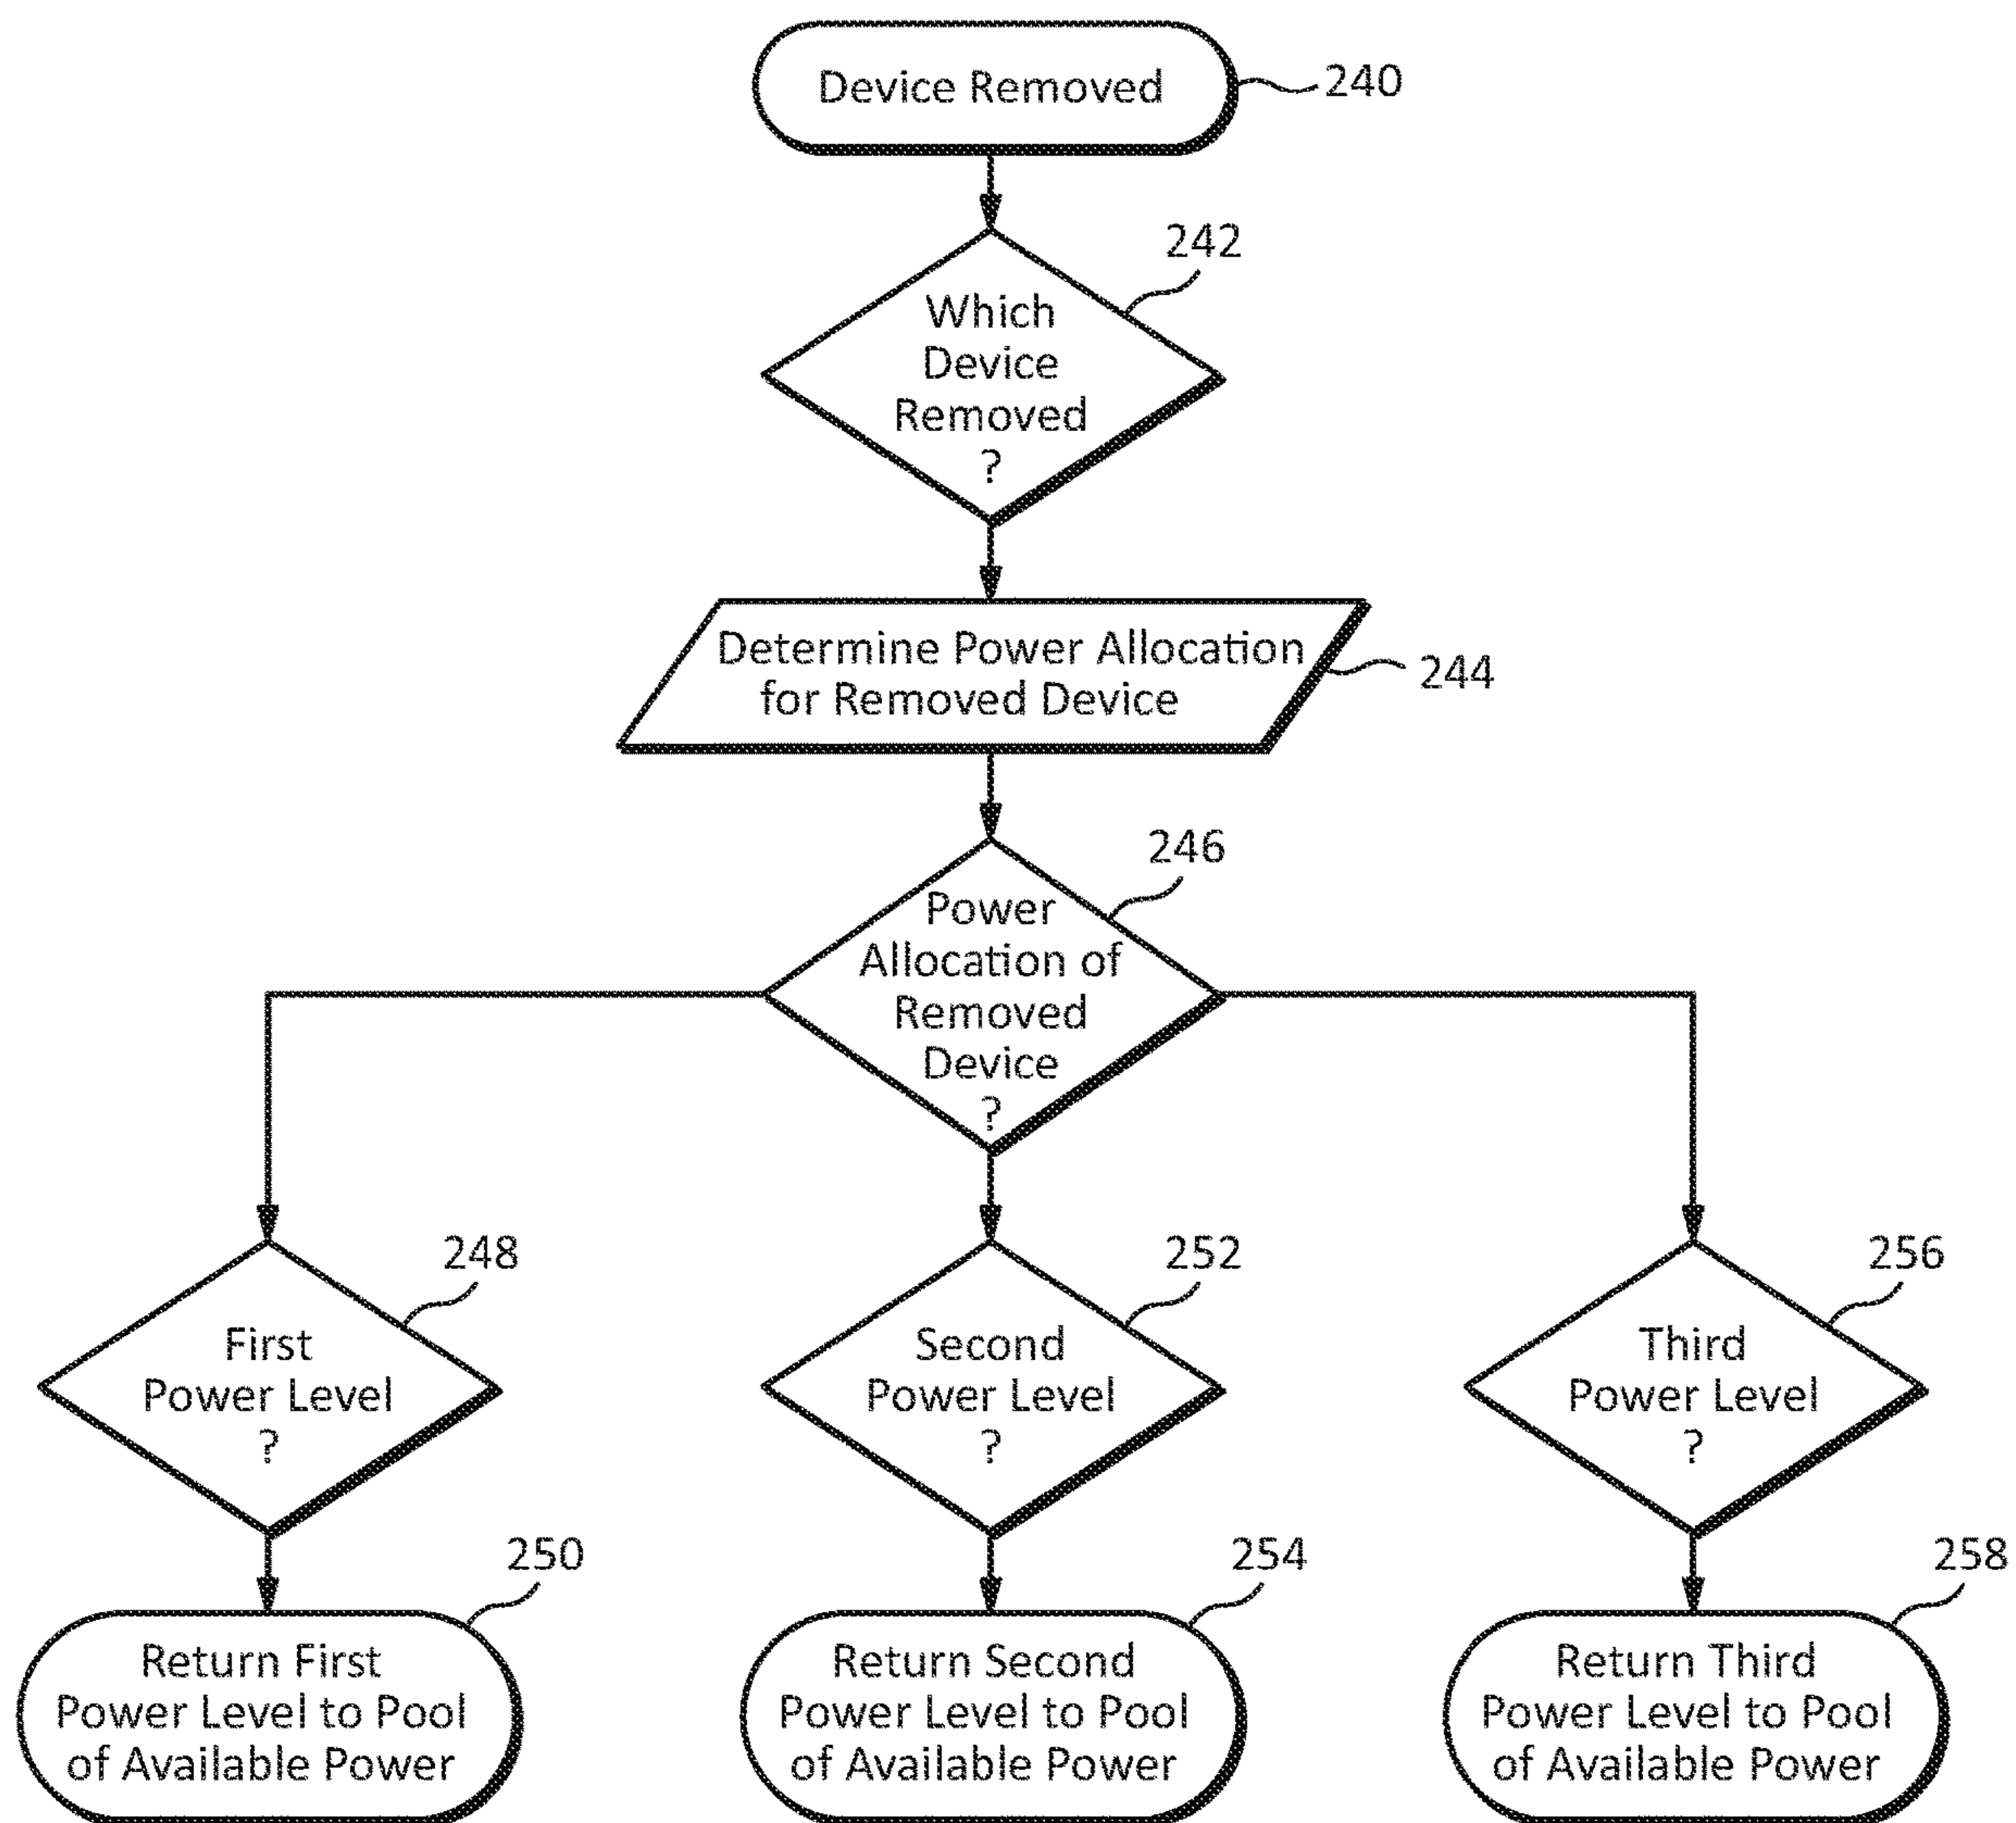 Device Removed
240
242
Which
Device
Removed
?
Determine Power Allocation
for Removed Device
244
246
Power
Allocation of
Removed
Device
?
248
First
Power Level
?
252
Second
Power Level
?
256
Third
Power Level
?
250
Return First
Power Level to Pool
of Available Power
254
Return Second
Power Level to Pool
of Available Power
258
Return Third
Power Level to Pool
of Available Power